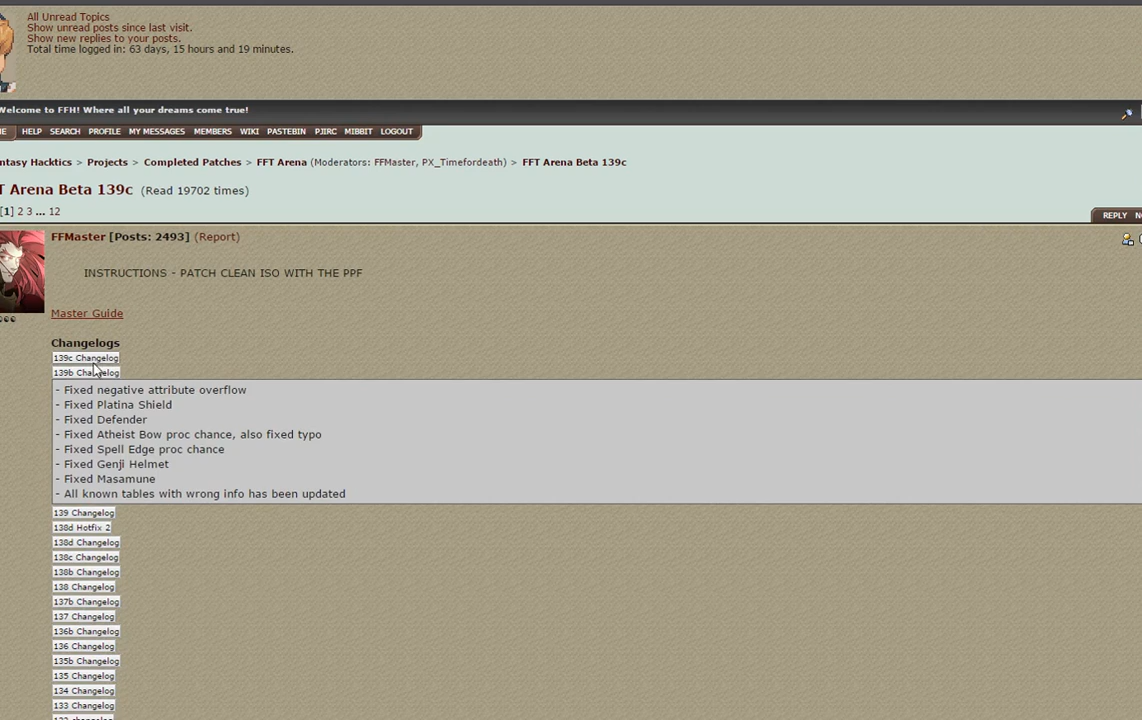 All Unread Topics
Show unread posts since last visit.
Show new replies to your posts.
Total time logged in: 63 days, 15 hours and 19 minutes.
Welcome to FFH! Where all your dreams come true!
HELP SEARCH PROFILE MY MESSAGES MEMBERS WIKI PASTEBIN PJIRC MIBBIT LOGOUT
ntasy Hacktics > Projects > Completed Patches > FFT Arena (Moderators: FFMaster, PX_Timefordeath) > FFT Arena Beta 139c
T Arena Beta 139c (Read 19702 times)
[1] 2 3 ... 12
REPLY
FFMaster [Posts: 2493] (Report)
INSTRUCTIONS - PATCH CLEAN ISO WITH THE PPF
Master Guide
Changelogs
139c Changelog
139b Changelog
- Fixed negative attribute overflow
- Fixed Platina Shield
- Fixed Defender
- Fixed Atheist Bow proc chance, also fixed typo
- Fixed Spell Edge proc chance
- Fixed Genji Helmet
- Fixed Masamune
- All known tables with wrong info has been updated
139 Changelog
138d Hotfix 2
138d Changelog
138c Changelog
138b Changelog
138 Changelog
137b Changelog
137 Changelog
136b Changelog
136 Changelog
135b Changelog
135 Changelog
134 Changelog
133 Changelog